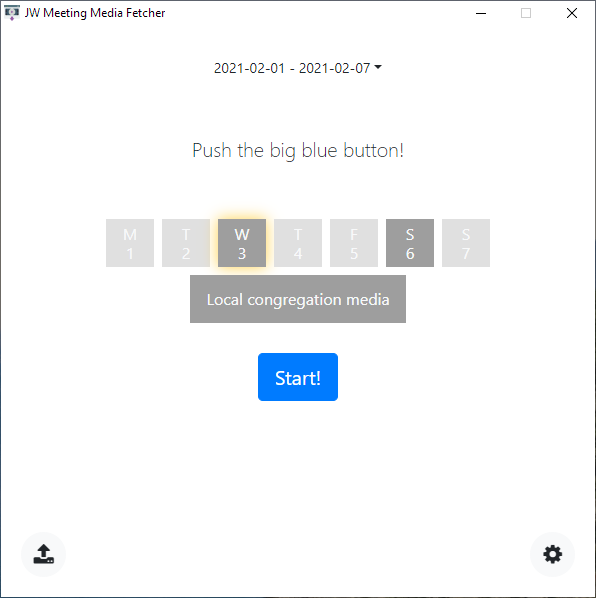 JW Meeting Media Fetcher
2021-02-01 - 2021-02-07
Push the big blue button!
M T W T F S S
1 2 3 4 5 6 7
Local congregation media
Start!